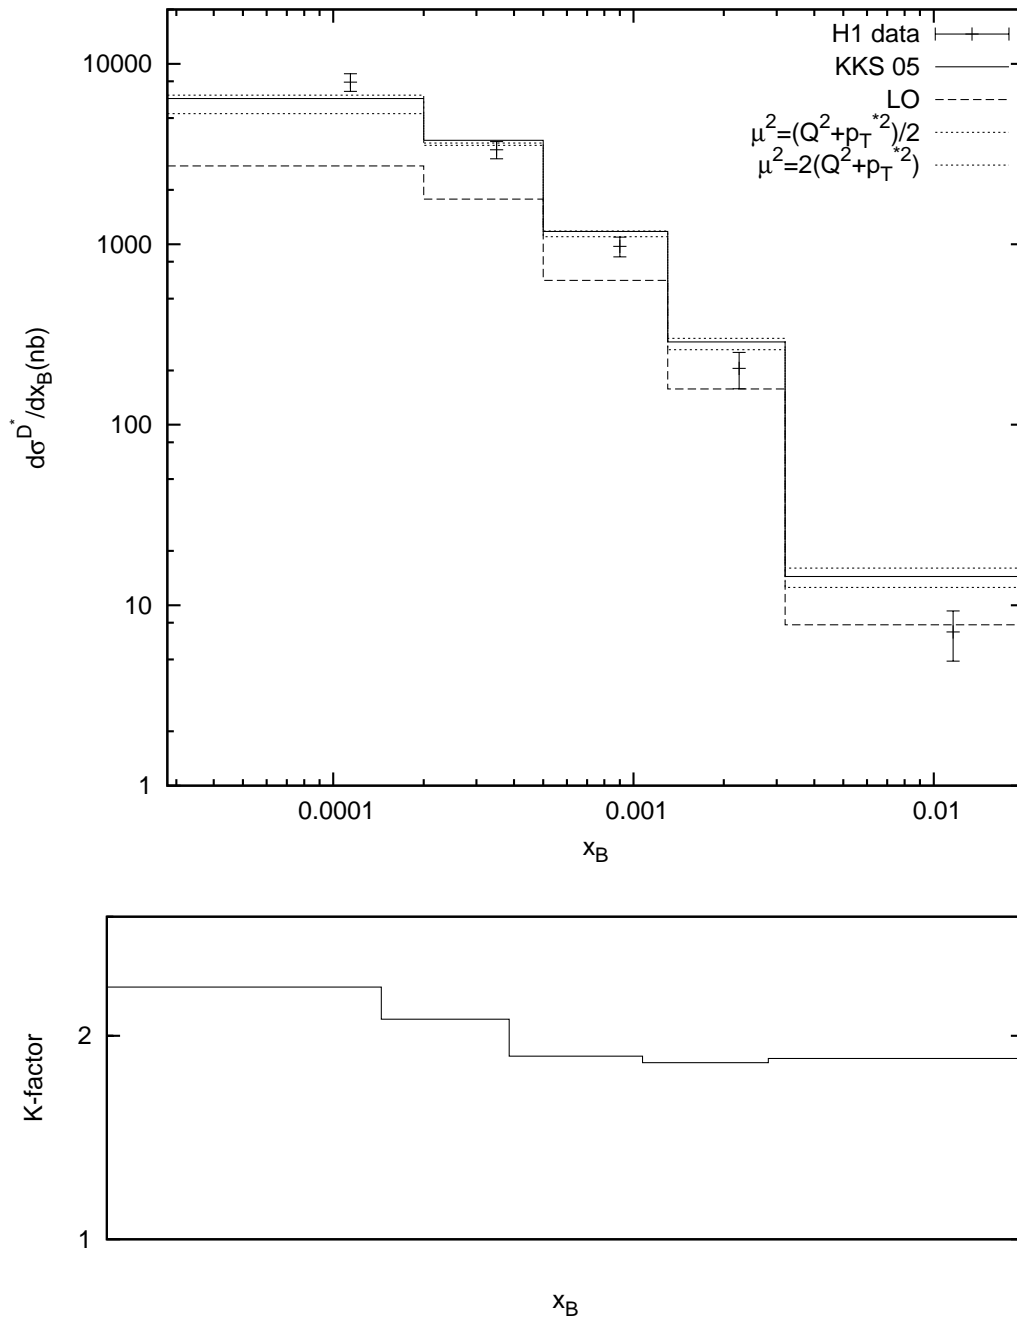 H1 data
KKS 05
LO
μ²=(Q²+p_T*²)/2
μ²=2(Q²+p_T*²)
10000
1000
100
10
1
dσ^D*/dx_B(nb)
0.0001 0.001 0.01
x_B
2
1
K-factor
x_B